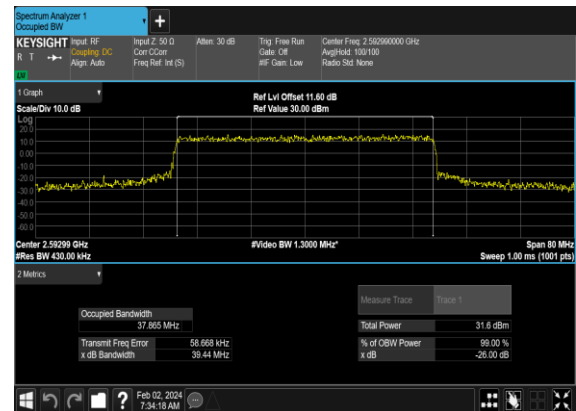 Spectrum Analyzer 1
Occupied BW
KEYSIGHT Input: RF Input Z: 50 Ω Atten: 30 dB Trig: Free Run Center Freq: 2.592990000 GHz
R T Coupling: DC Corr CCorr Gate: Off Avg|Hold: 100/100
Align: Auto Freq Ref: Int (S) #IF Gain: Low Radio Std: None
LW
1 Graph
Ref Lvl Offset 11.60 dB
Scale/Div 10.0 dB Ref Value 30.00 dBm
Log
20.0
10.0
0.00
-10.0
-20.0
-30.0
-40.0
-50.0
-60.0
Center 2.59299 GHz #Video BW 1.3000 MHz* Span 80 MHz
#Res BW 430.00 kHz Sweep 1.00 ms (1001 pts)
2 Metrics
Measure Trace Trace 1
Occupied Bandwidth
37.865 MHz Total Power 31.6 dBm
Transmit Freq Error 58.668 kHz % of OBW Power 99.00 %
x dB Bandwidth 39.44 MHz x dB -26.00 dB
? Feb 02, 2024
7:34:18 AM